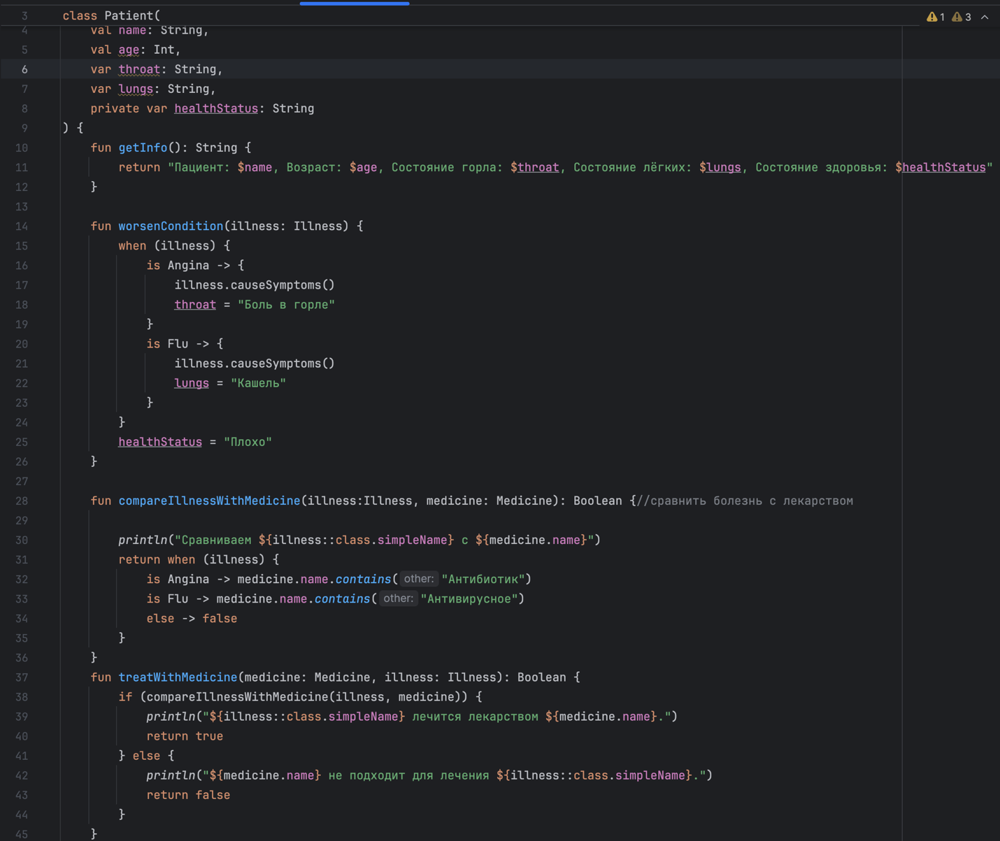 3 class Patient(
1 3
4 val name: String,
5 val age: Int,
6 var throat: String,
7 var lungs: String,
8 private var healthStatus: String
9 ) {
10 fun getInfo(): String {
11 return "Пациент: $name, Возраст: $age, Состояние горла: $throat, Состояние лёгких: $lungs, Состояние здоровья: $healthStatus"
12 }
13
14 fun worsenCondition(illness: Illness) {
15 when (illness) {
16 is Angina -> {
17 illness.causeSymptoms()
18 throat = "Боль в горле"
19 }
20 is Flu -> {
21 illness.causeSymptoms()
22 lungs = "Кашель"
23 }
24 }
25 healthStatus = "Плохо"
26 }
27
28 fun compareIllnessWithMedicine(illness:Illness, medicine: Medicine): Boolean {//сравнить болезнь с лекарством
29
30 println("Сравниваем ${illness::class.simpleName} с ${medicine.name}")
31 return when (illness) {
32 is Angina -> medicine.name.contains( other: "Антибиотик")
33 is Flu -> medicine.name.contains( other: "Антивирусное")
34 else -> false
35 }
36 }
37 fun treatWithMedicine(medicine: Medicine, illness: Illness): Boolean {
38 if (compareIllnessWithMedicine(illness, medicine)) {
39 println("${illness::class.simpleName} лечится лекарством ${medicine.name}.")
40 return true
41 } else {
42 println("${medicine.name} не подходит для лечения ${illness::class.simpleName}.")
43 return false
44 }
45 }